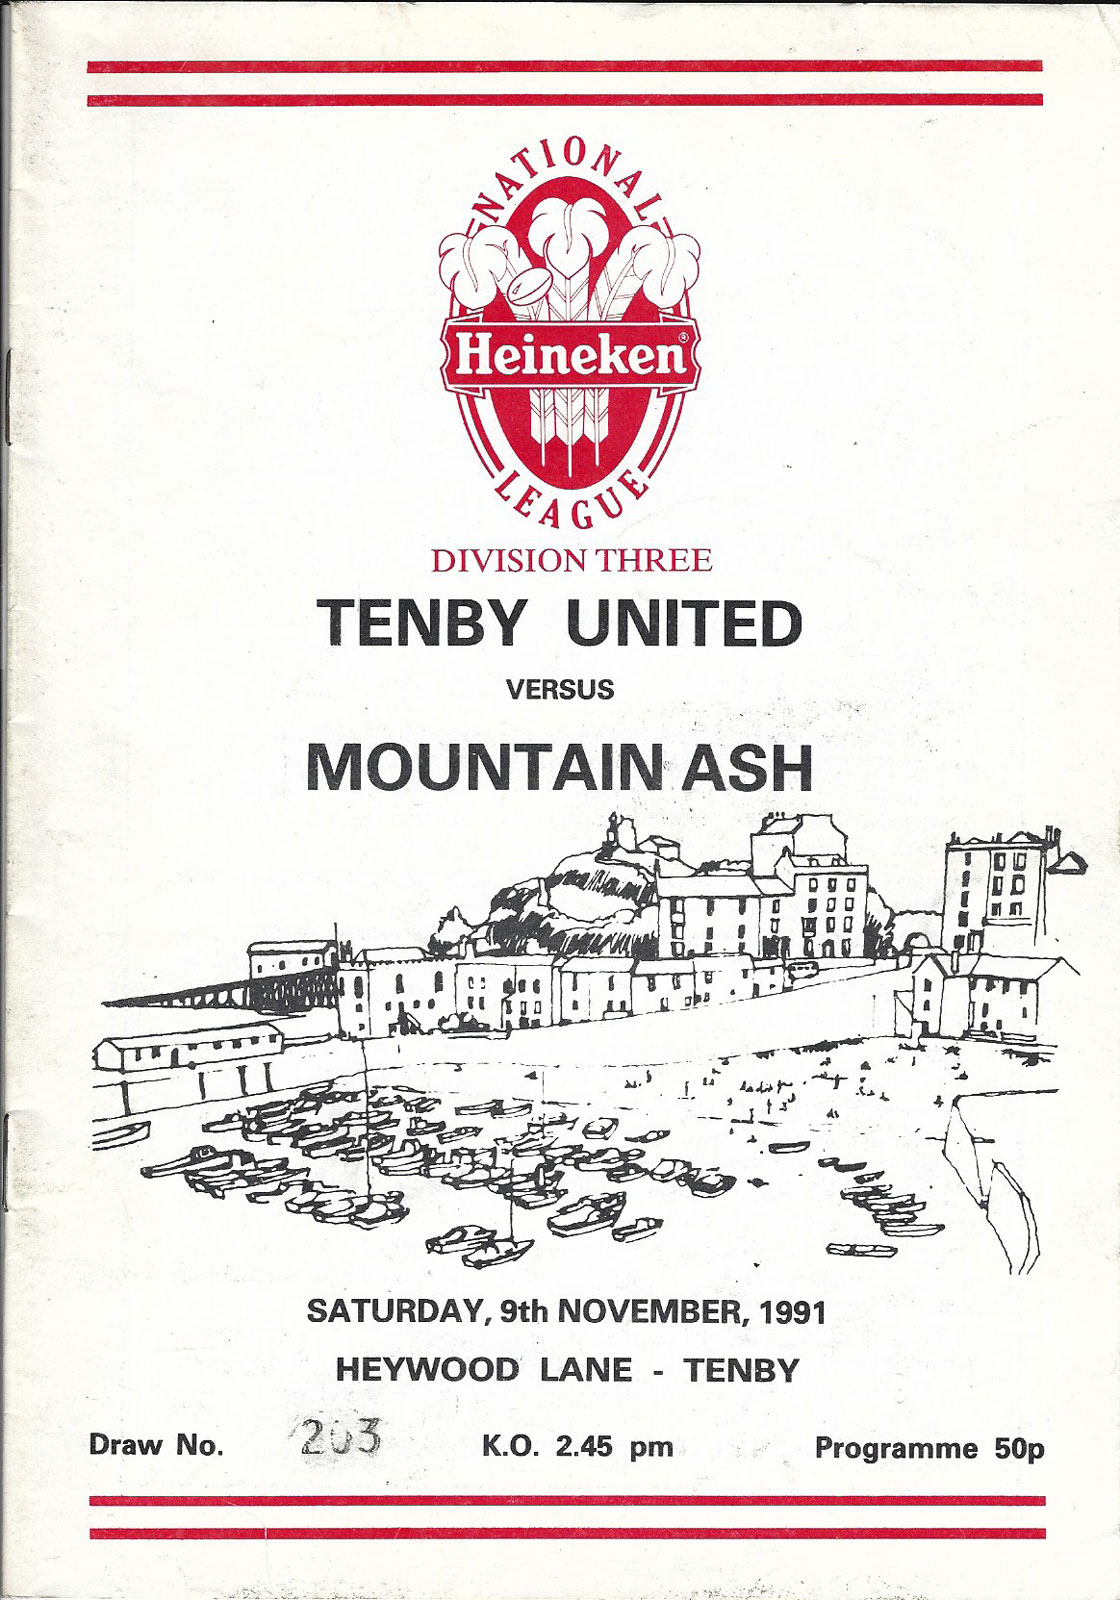 NATIONAL
Heineken®
LEAGUE
DIVISION THREE
TENBY UNITED
VERSUS
MOUNTAIN ASH
SATURDAY, 9th NOVEMBER, 1991
HEYWOOD LANE - TENBY
Draw No. 203 K.O. 2.45 pm Programme 50p